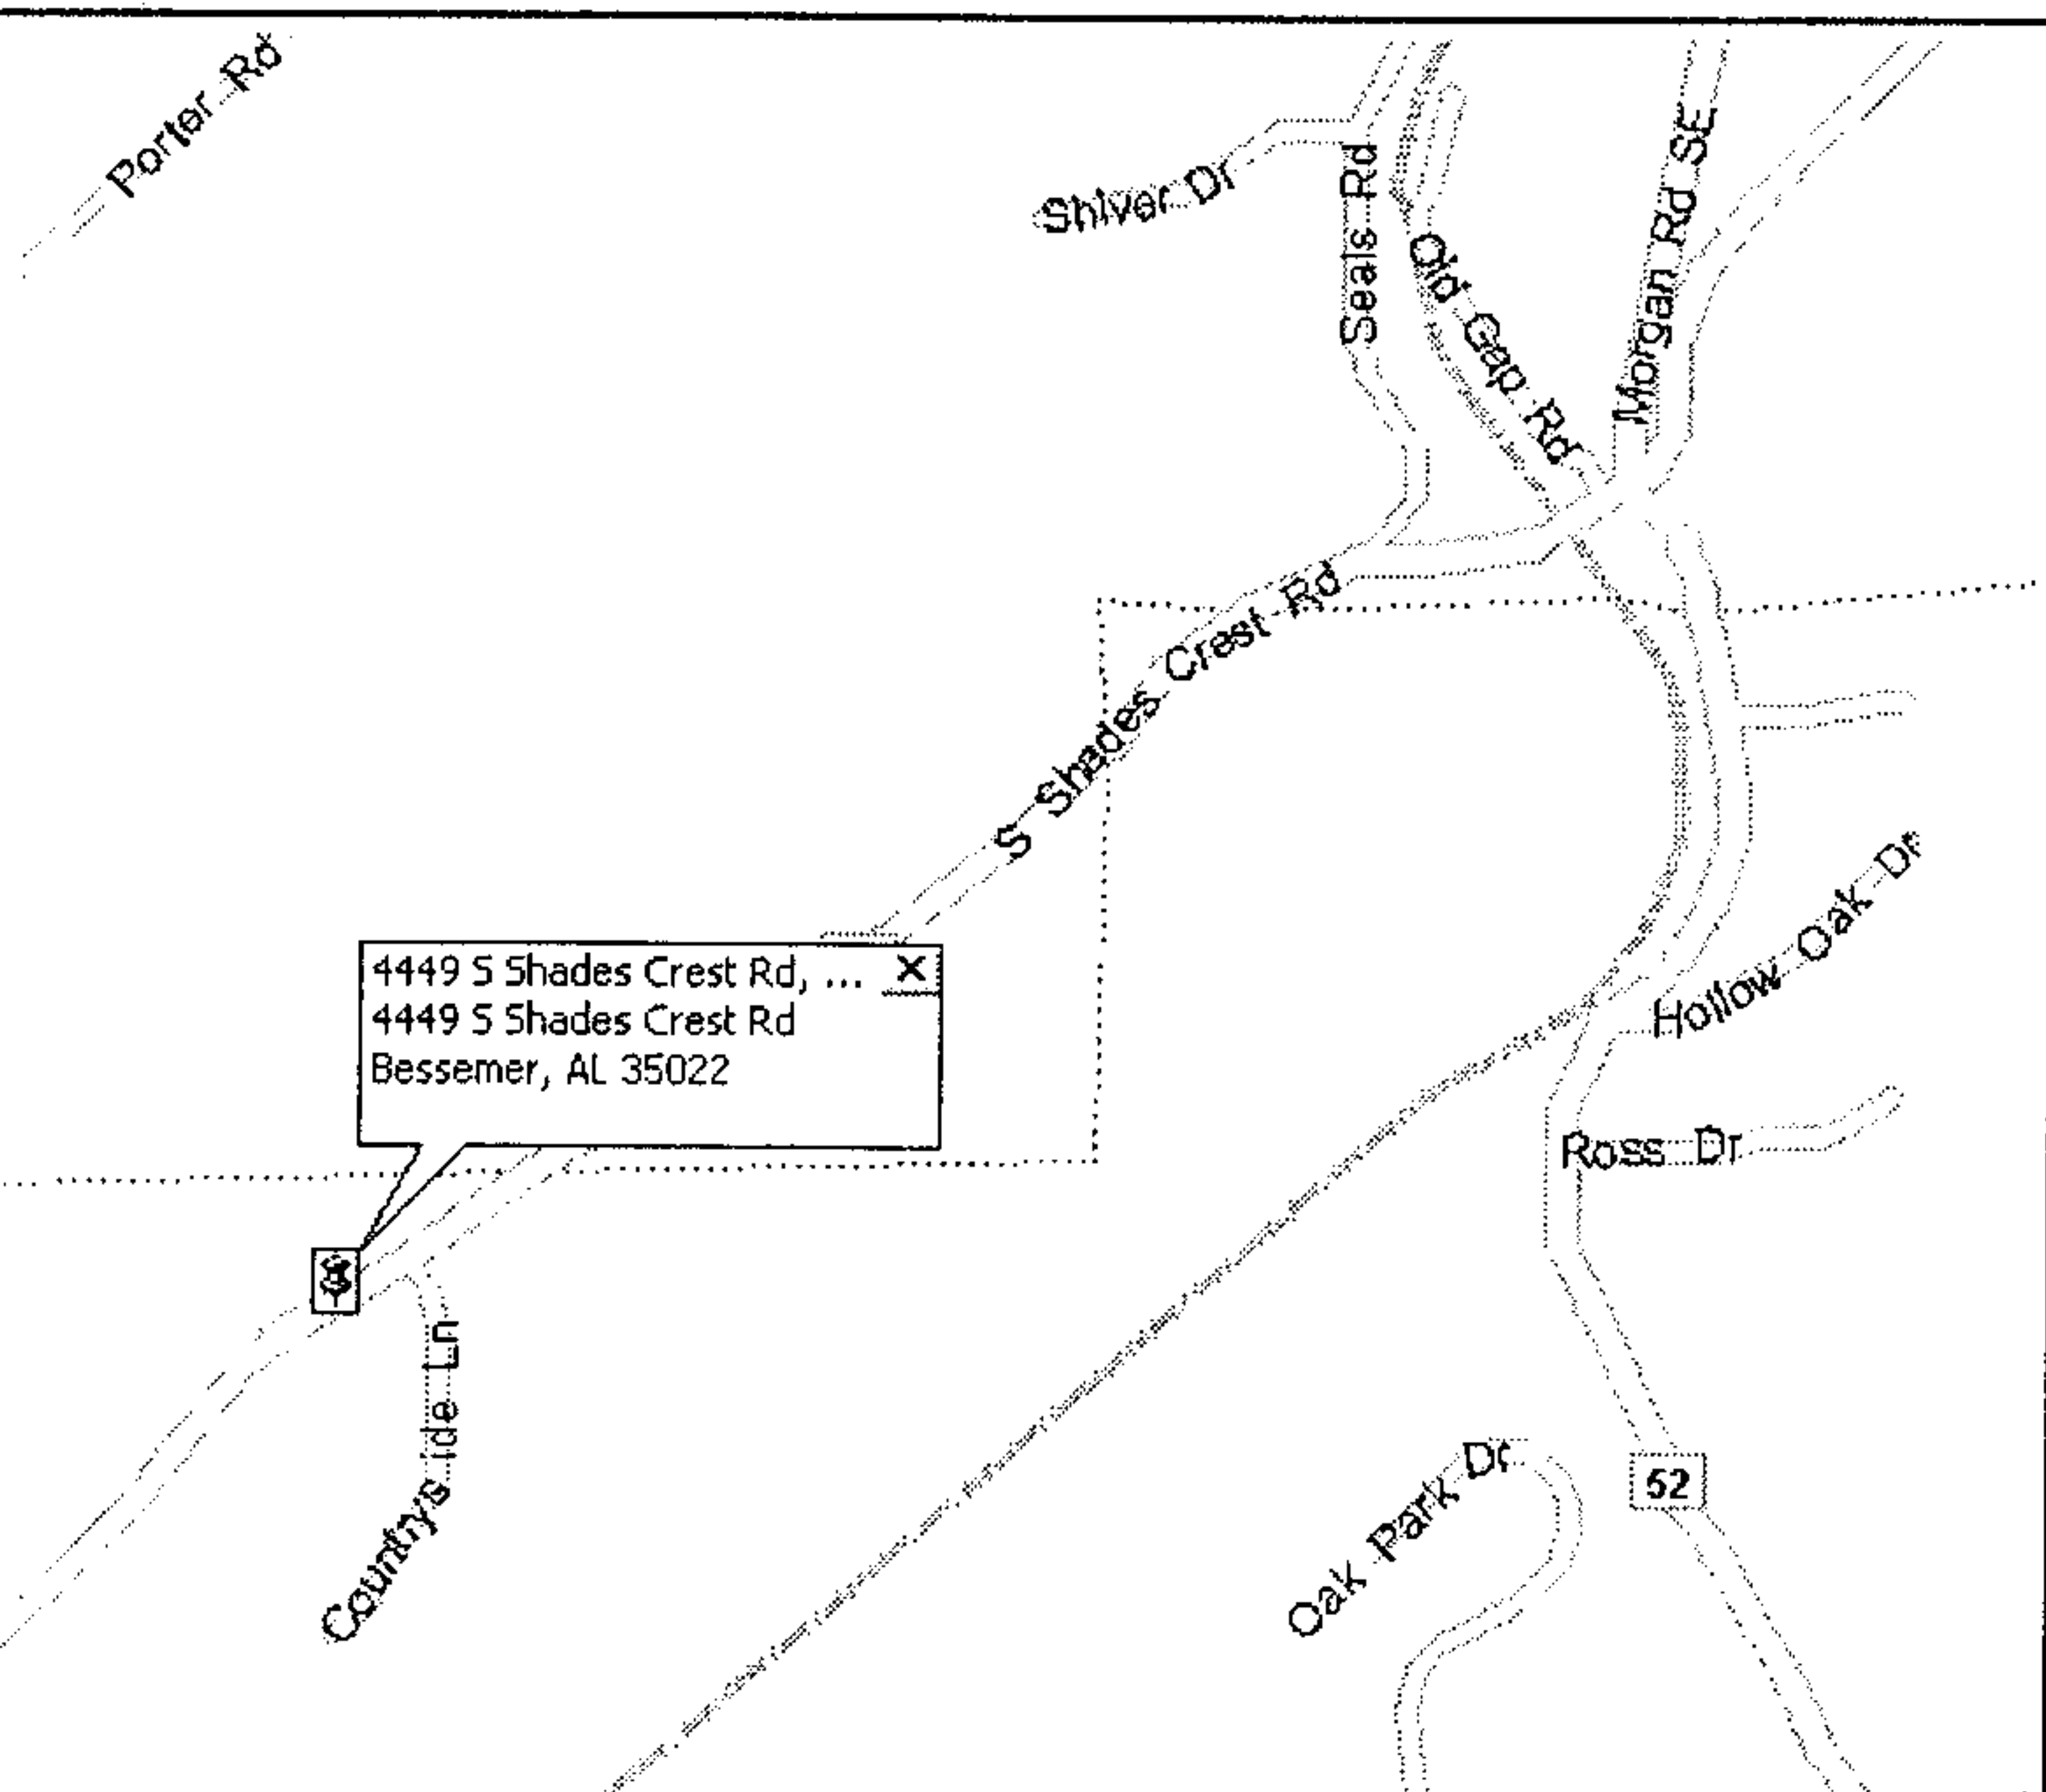 Porter Rd
Shiver Dr
Seals Rd
Old Gap Rd
Morgan Rd SE
S Shades Crest Rd
4449 S Shades Crest Rd, ... X
4449 S Shades Crest Rd
Bessemer, AL 35022
Hollow Oak Dr
Ross Dr
Countryside Ln
Oak Park Dr
52